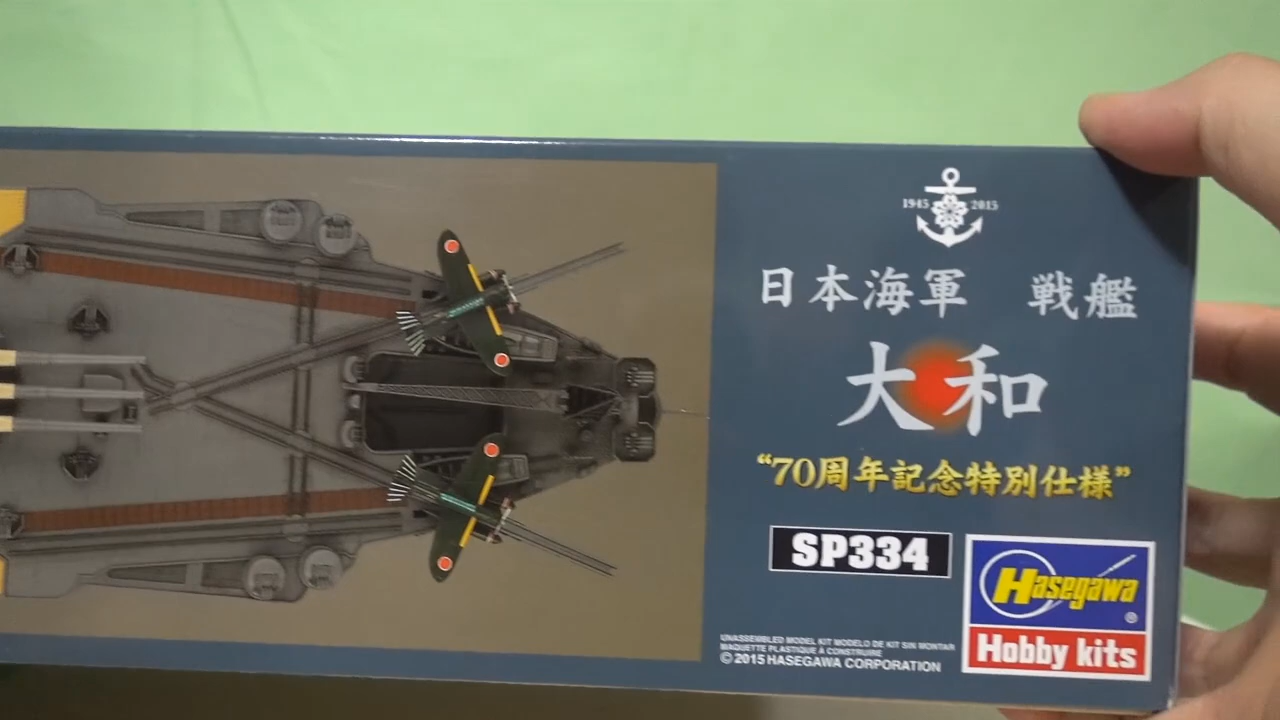 1945 2015
日本海軍 戦艦
大和
“70周年記念特別仕様”
SP334
Hasegawa®
Hobby kits
UNASSEMBLED MODEL KIT MODELO DE KIT SIN MONTAR
MAQUETTE PLASTIQUE À CONSTRUIRE
© 2015 HASEGAWA CORPORATION